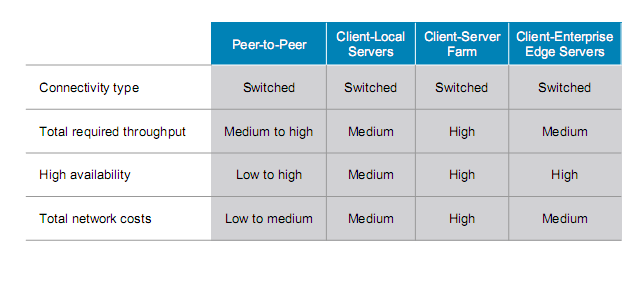 Peer-to-Peer Client-Local Servers Client-Server Farm Client-Enterprise Edge Servers
Connectivity type Switched Switched Switched Switched
Total required throughput Medium to high Medium High Medium
High availability Low to high Medium High High
Total network costs Low to medium Medium High Medium